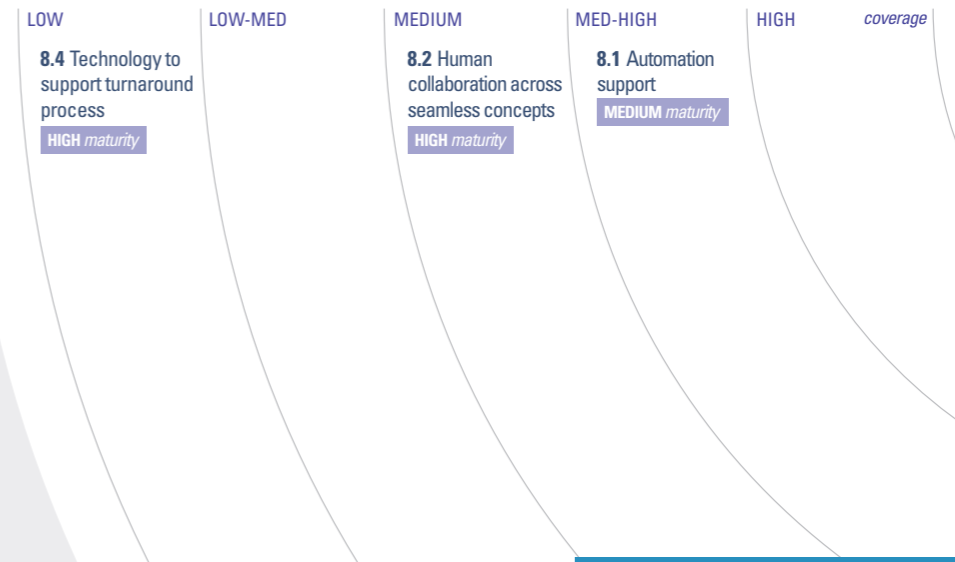 LOW
LOW-MED
MEDIUM
MED-HIGH
HIGH
coverage
8.4 Technology to
support turnaround
process
HIGH maturity
8.2 Human
collaboration across
seamless concepts
HIGH maturity
8.1 Automation
support
MEDIUM maturity